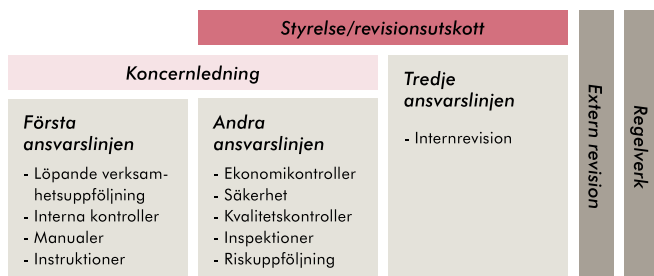 Styrelse/revisionsutskott
Koncernledning
Första
ansvarslinjen
- Löpande verksam-
hetsuppföljning
- Interna kontroller
- Manualer
- Instruktioner
Andra
ansvarslinjen
- Ekonomikontroller
- Säkerhet
- Kvalitetskontroller
- Inspektioner
- Riskuppföljning
Tredje
ansvarslinjen
- Internrevision
Extern revision
Regelverk